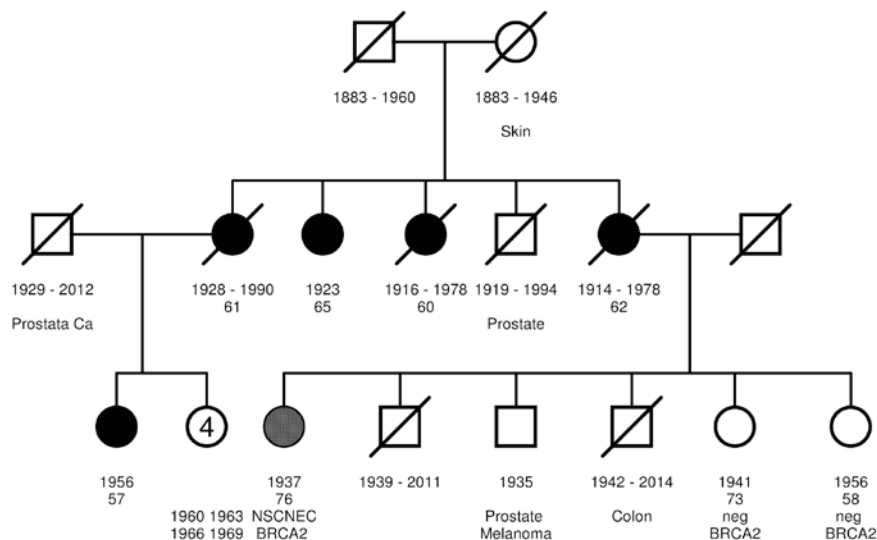 1883 - 1960
1883 - 1946
Skin
1929 - 2012
Prostata Ca
1928 - 1990
61
1923
65
1916 - 1978
60
1919 - 1994
Prostate
1914 - 1978
62
4
1956
57
1960 1963
1966 1969
1937
76
NSCNEC
BRCA2
1939 - 2011
1935
Prostate
Melanoma
1942 - 2014
Colon
1941
73
neg
BRCA2
1956
58
neg
BRCA2